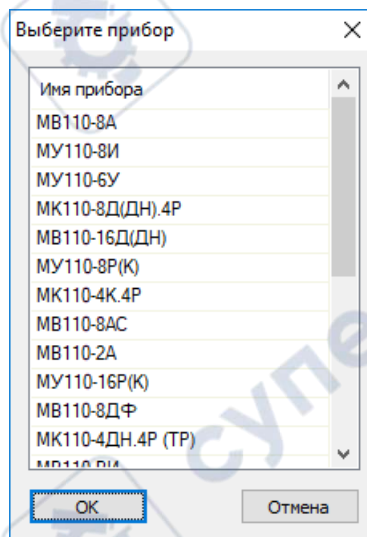 Выберите прибор
Имя прибора
МВ110-8А
МУ110-8И
МУ110-6У
МК110-8Д(ДН).4Р
МВ110-16Д(ДН)
МУ110-8Р(К)
МК110-4К.4Р
МВ110-8АС
МВ110-2А
МУ110-16Р(К)
МВ110-8ДФ
МК110-4ДН.4Р (ТР)
супе
ОК
Отмена